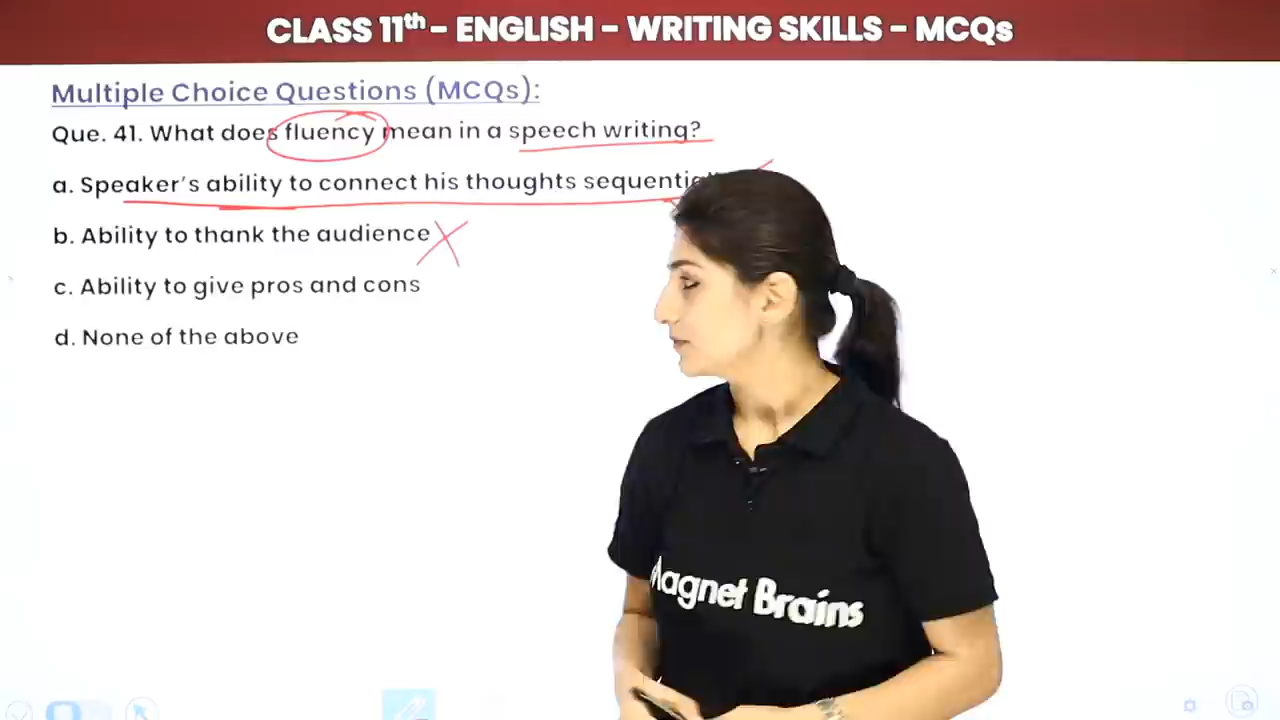 CLASS 11th - ENGLISH - WRITING SKILLS - MCQs
Multiple Choice Questions (MCQs):
Que. 41. What does fluency mean in a speech writing?
a. Speaker's ability to connect his thoughts
b. Ability to thank the audience
c. Ability to give pros and cons
d. None of the above
Magnet Brains